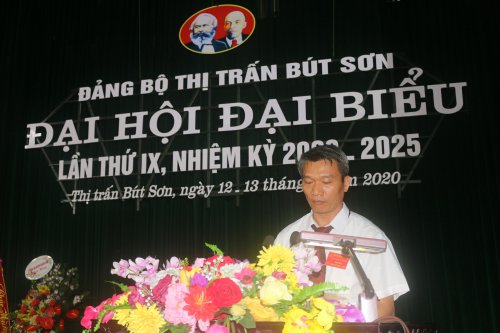 ĐẢNG BỘ THỊ TRẤN BÚT SƠN
ĐẠI HỘI ĐẠI BIỂU
LẦN THỨ IX, NHIỆM KỲ 2020 - 2025
Thị trấn Bút Sơn, ngày 12 - 13 tháng 2020